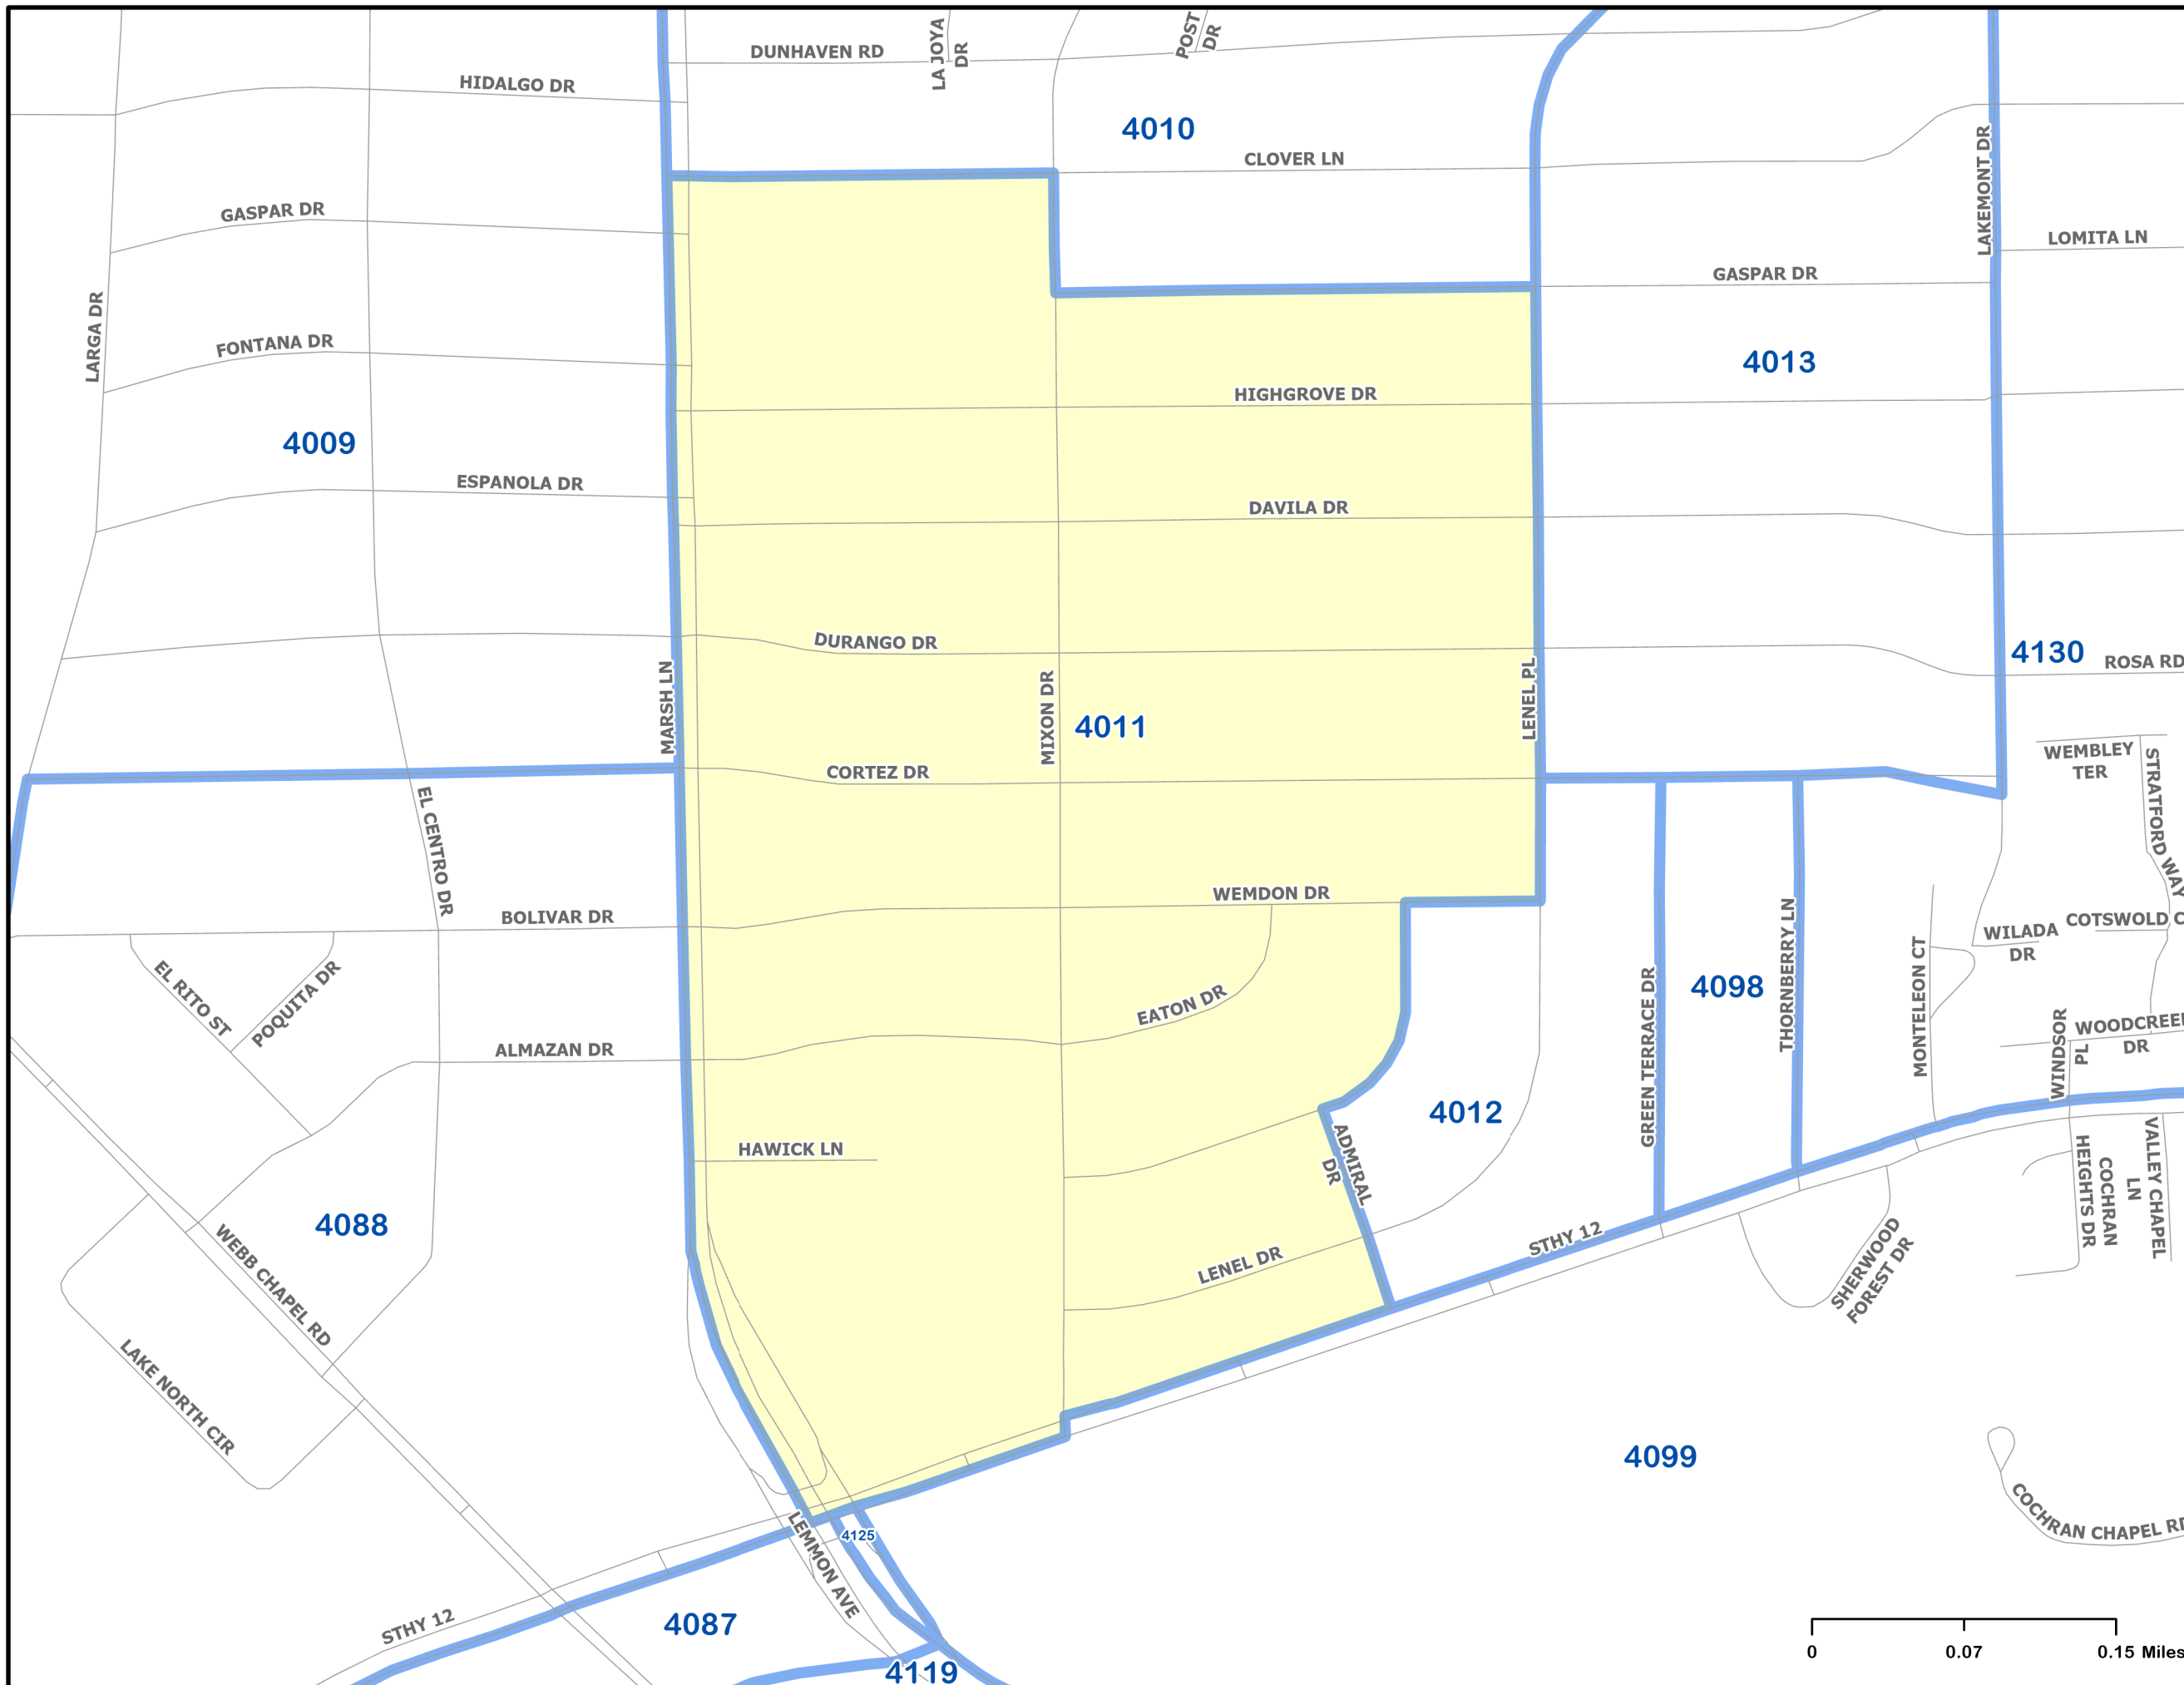 DUNHAVEN RD
LA JOYA
DR
POST
DR
HIDALGO DR
4010
CLOVER LN
LAKEMONT DR
GASPAR DR
LOMITA LN
GASPAR DR
LARGA DR
FONTANA DR
4013
HIGHGROVE DR
4009
ESPANOLA DR
DAVILA DR
DURANGO DR
4130
ROSA RD
MARSH LN
MIXON DR
4011
LENEL PL
CORTEZ DR
WEMBLEY
TER
STRATFORD WAY
EL CENTRO DR
WEMDON DR
BOLIVAR DR
COTSWOLD C
WILADA
DR
EL RITO ST
POQUITA DR
EATON DR
GREEN TERRACE DR
4098
THORNBERRY LN
MONTELEON CT
WINDSOR
PL
WOODCREE
DR
ALMAZAN DR
4012
HAWICK LN
ADMIRAL
DR
HEIGHTS DR
COCHRAN
VALLEY CHAPEL
LN
4088
WEBB CHAPEL RD
LENEL DR
STHY 12
SHERWOOD
FOREST DR
LAKE NORTH CIR
4099
COCHRAN CHAPEL RD
LEMMON AVE
4125
STHY 12
4087
4119
0
0.07
0.15 Miles